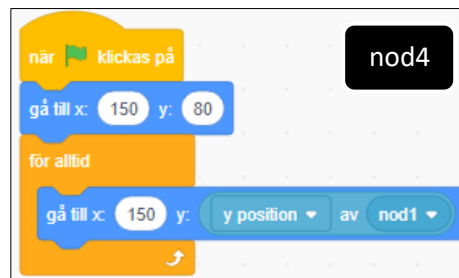 när klickas på
nod4
gå till x: 150 y: 80
för alltid
gå till x: 150 y: y position av nod1